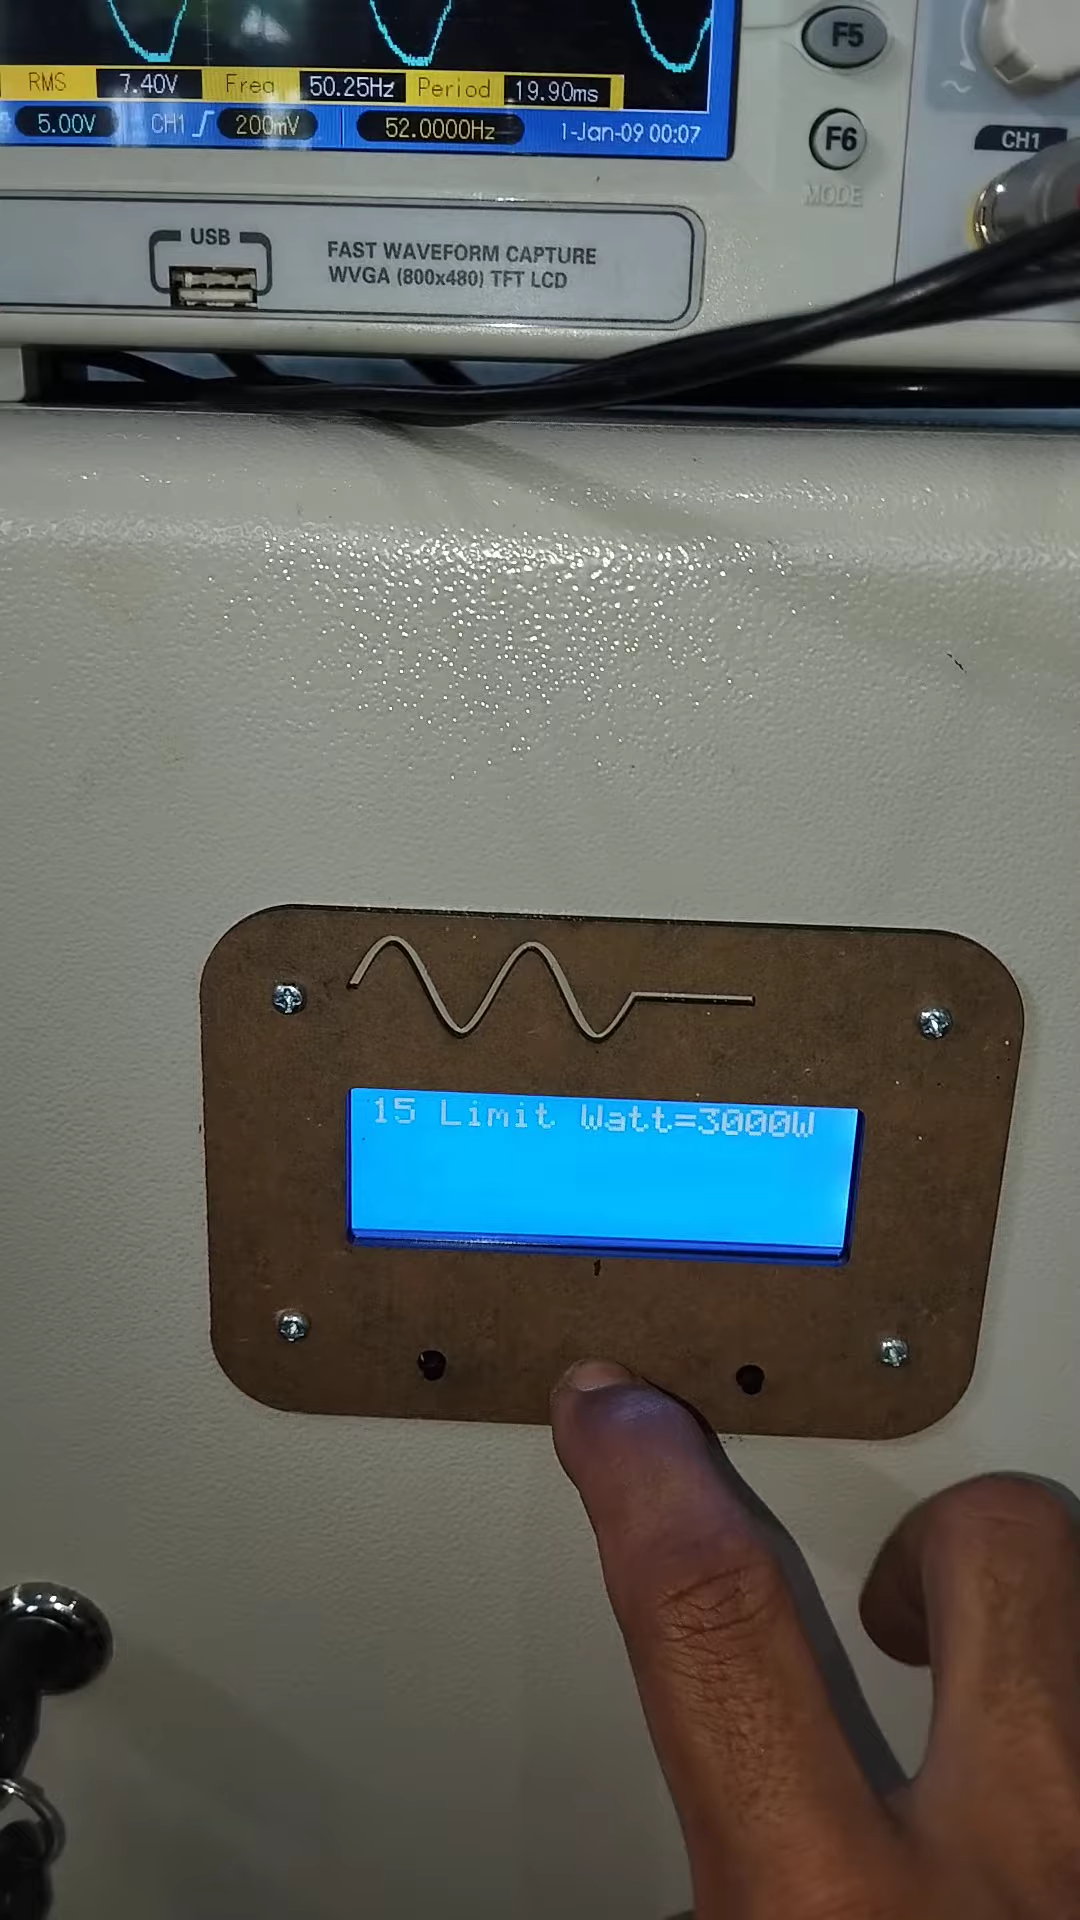 F5
RMS 7.40V Freq 50.25Hz Period 19.90ms
5.00V CH1 200mV 52.0000Hz 1-Jan-09 00:07
F6
CH1
MODE
USB
FAST WAVEFORM CAPTURE
WVGA (800x480) TFT LCD
15 Limit Watt=3000W